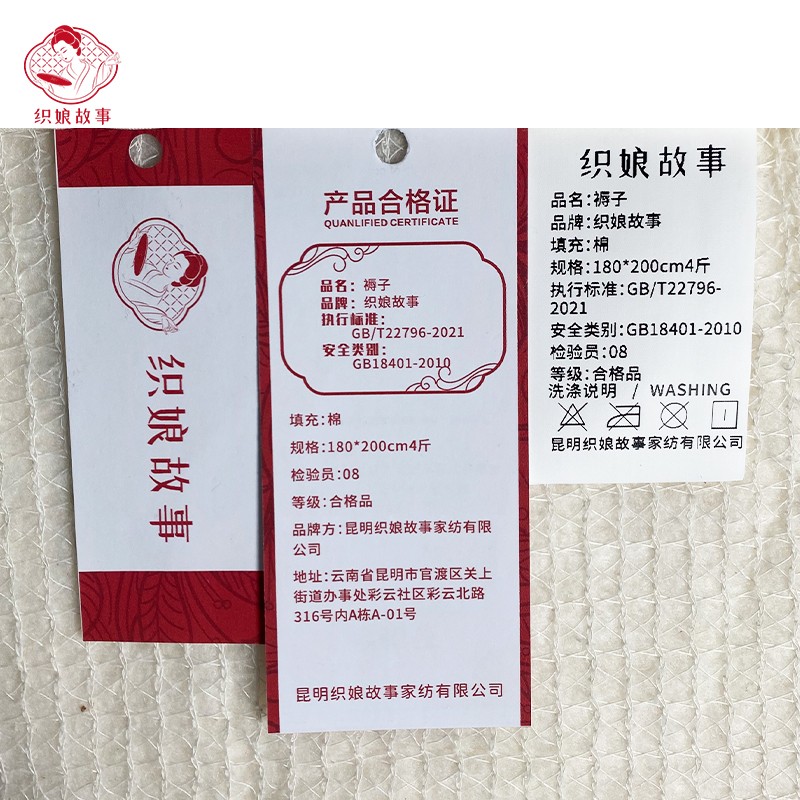 织娘故事
织娘故事
产品合格证
QUANLIFIED CERTIFICATE
品名：褥子
品牌：织娘故事
执行标准：
GB/T22796-2021
安全类别：
GB18401-2010
填充：棉
规格：180*200cm4斤
检验员：08
等级：合格品
品牌方：昆明织娘故事家纺有限
公司
地址：云南省昆明市官渡区关上
街道办事处彩云社区彩云北路
316号内A栋A-01号
昆明织娘故事家纺有限公司
织娘故事
品名：褥子
品牌：织娘故事
填充：棉
规格：180*200cm4斤
执行标准：GB/T22796-
2021
安全类别：GB18401-2010
检验员：08
等级：合格品
洗涤说明 / WASHING
昆明织娘故事家纺有限公司